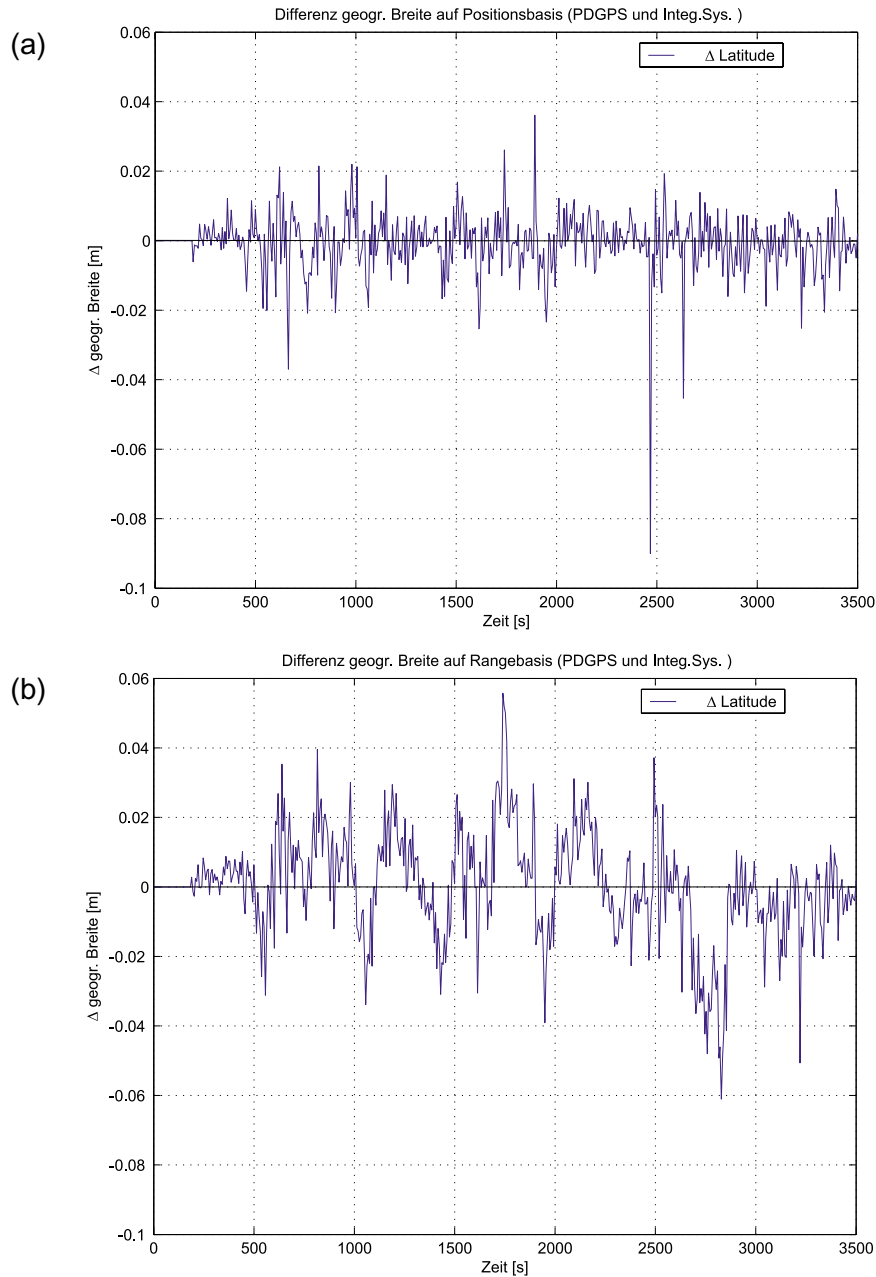 (a)
Differenz geogr. Breite auf Positionsbasis (PDGPS und Integ.Sys. )
Δ Latitude
0.06
0.04
0.02
0
-0.02
-0.04
-0.06
-0.08
-0.1
Δ geogr. Breite [m]
0 500 1000 1500 2000 2500 3000 3500
Zeit [s]
(b)
Differenz geogr. Breite auf Rangebasis (PDGPS und Integ.Sys. )
Δ Latitude
0.06
0.04
0.02
0
-0.02
-0.04
-0.06
-0.08
-0.1
Δ geogr. Breite [m]
0 500 1000 1500 2000 2500 3000 3500
Zeit [s]